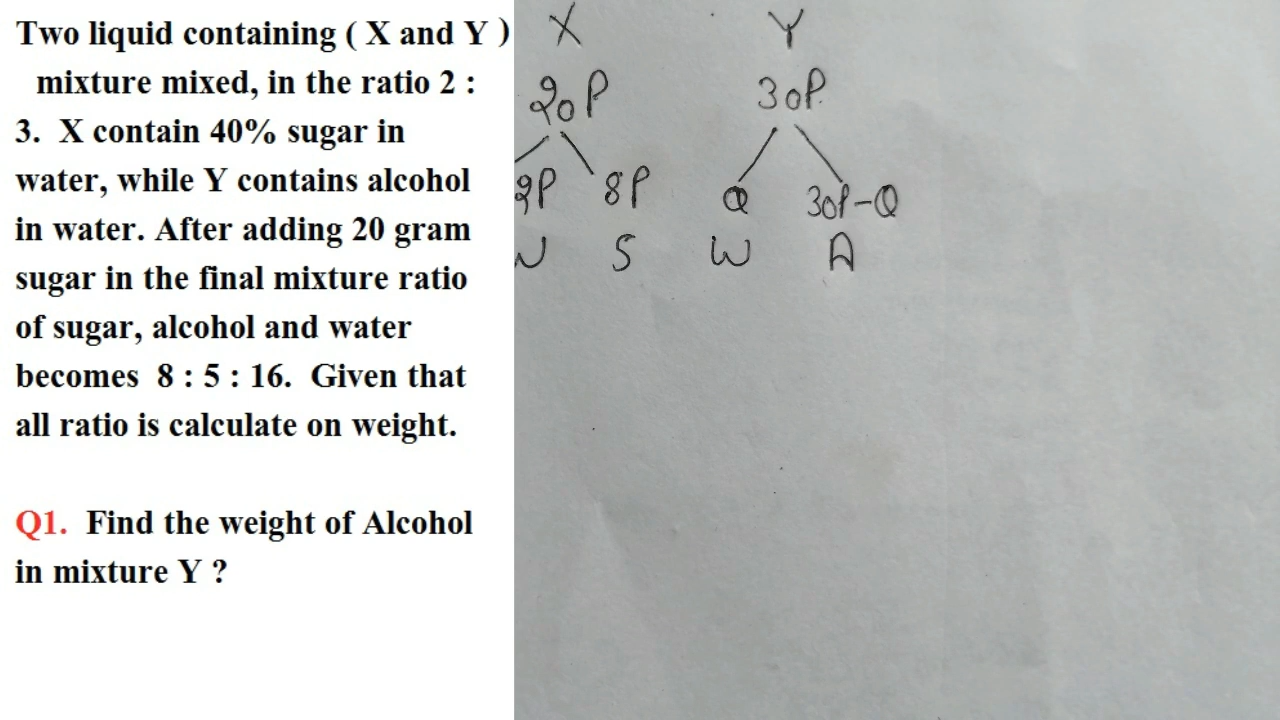 Two liquid containing ( X and Y )
mixture mixed, in the ratio 2 :
3. X contain 40% sugar in
water, while Y contains alcohol
in water. After adding 20 gram
sugar in the final mixture ratio
of sugar, alcohol and water
becomes 8 : 5 : 16. Given that
all ratio is calculate on weight.
Q1. Find the weight of Alcohol
in mixture Y ?
X Y
20P 30P
2P 8P Q 30P-Q
S W A